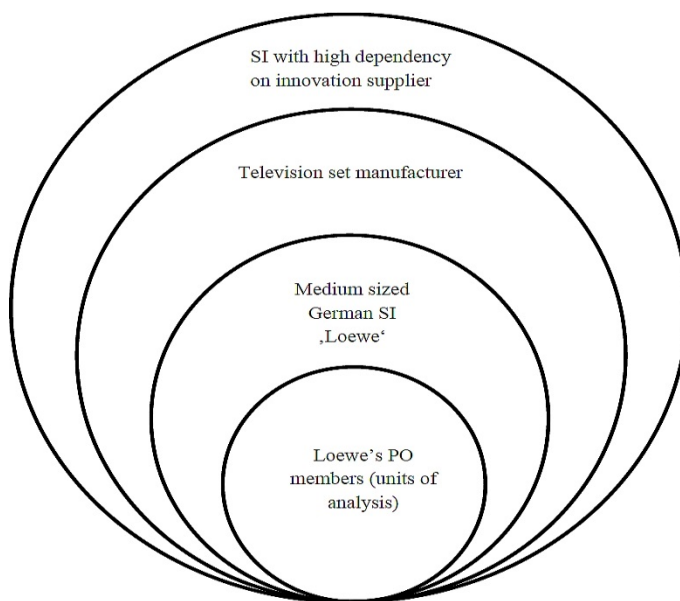 SI with high dependency
on innovation supplier
Television set manufacturer
Medium sized
German SI
‚Loewe‘
Loewe’s PO
members (units of
analysis)